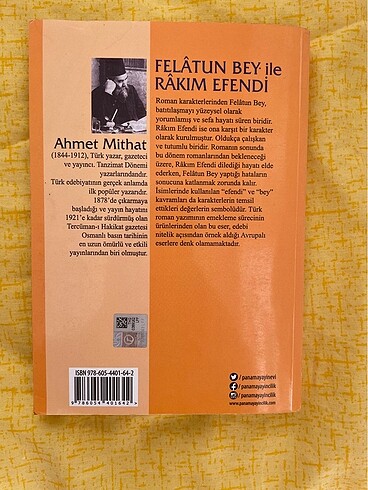 FELÂTUN BEY ile
RÂKIM EFENDİ
Roman karakterlerinden Felâtun Bey,
batıtılaşmayı yüzeysel olarak
yorumlamış ve sefa hayatı süren biridir.
Râkım Efendi ise ona karşıt bir karakter
olarak kurulmuştur. Oldukça çalışkan
ve tutumlu biridir. Romanın sonunda
bu dönem romanlarından bekleneceği
üzere, Râkım Efendi dilediği hayatı elde
ederken, Felâtun Bey yaptığı hataların
sonucuna katlanmak zorunda kalır.
İsimlerinde kullanılan "efendi" ve "bey"
kavramları da karakterlerin temsil
ettikleri değerlerin sembolüdür. Türk
roman yazımının emekleme sürecinin
ürünlerinden olan bu eser, edebi
nitelik açısından örnek aldığı Avrupalı
eserlere denk olamamaktadır.
Ahmet Mithat
(1844-1912), Türk yazar, gazeteci
ve yayıncı. Tanzimat Dönemi
yazarlarındandır.
Türk edebiyatının gerçek anlamda
ilk popüler yazarıdır.
1878'de çıkarmaya
başladığı ve yayın hayatını
1921'e kadar sürdürmüş olan
Tercüman-ı Hakikat gazetesi
Osmanlı basın tarihinin
en uzun ömürlü ve etkili
yayınlarından biri olmuştur.
ISBN 978-605-4401-64-2
9 786054 401642 >
/panamayayinevi
/panamayayincilik
/panamayayincilik
www.panamayayincilik.com